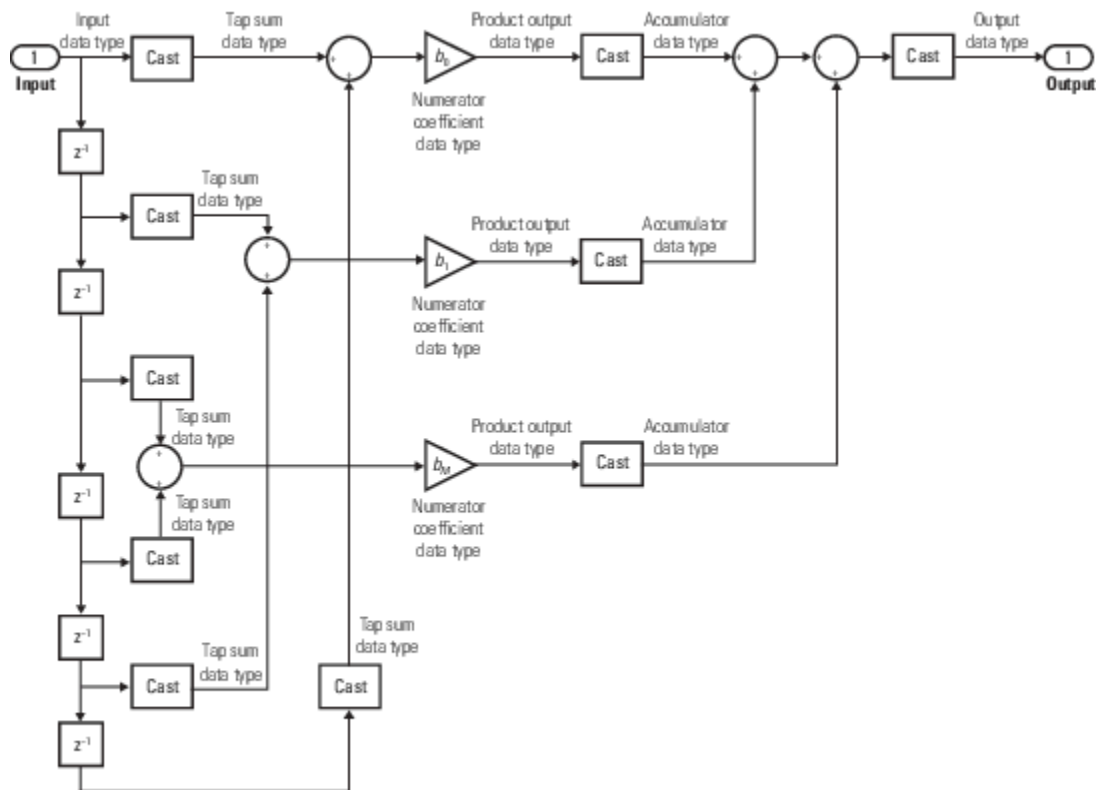 Input
data type
Tap sum
data type
Product output
data type
Accumulator
data type
Output
data type
1
Input
Cast
+
+
b₀
Cast
+
+
+
+
Cast
1
Output
Numerator
coefficient
data type
z⁻¹
Tap sum
data type
Cast
+
+
Product output
data type
Accumulator
data type
b₁
Cast
Numerator
coefficient
data type
z⁻¹
Cast
Tap sum
data type
+
+
Product output
data type
Accumulator
data type
b_M
Cast
Numerator
coefficient
data type
z⁻¹
Tap sum
data type
Cast
z⁻¹
Tap sum
data type
Cast
Tap sum
data type
Cast
z⁻¹